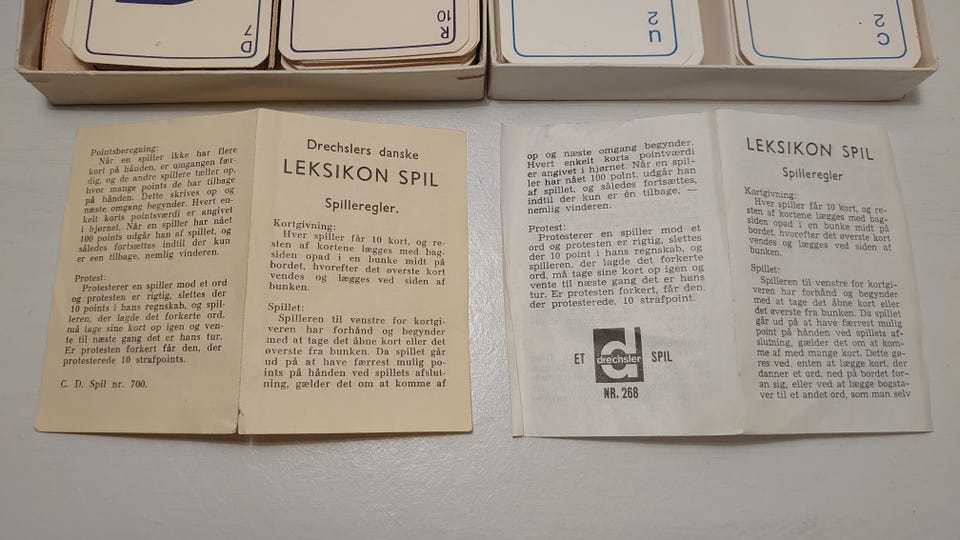 D
7
R
10
U
2
C
2
Pointsberegning:
Når en spiller ikke har flere
kort på hånden, er omgangen fær-
dig, og de andre spillere tæller op,
hvor mange points de har tilbage
på hånden. Dette skrives op og
næste omgang begynder. Hvert en-
kelt korts pointsværdi er angivet
i hjørnet. Når en spiller har nået
100 points udgår han af spillet, og
således fortsættes indtil der kun
er een tilbage, nemlig vinderen.
Protest:
Protesterer en spiller mod et ord
og protesten er rigtig, slettes der
10 points i hans regnskab, og spil-
leren, der lagde det forkerte ord,
må tage sine kort op igen og ven-
te til næste gang det er hans tur.
Er protesten forkert får den, der
protesterede 10 strafpoints.
C. D. Spil nr. 700.
Drechslers danske
LEKSIKON SPIL
Spilleregler.
Kortgivning:
Hver spiller får 10 kort, og re-
sten af kortene lægges med bag-
siden opad i en bunke midt på
bordet, hvorefter det øverste kort
vendes og lægges ved siden af
bunken.
Spillet:
Spilleren til venstre for kortgi-
veren har forhånd og begynder
med at tage det åbne kort eller det
øverste fra bunken. Da spillet går
ud på at have færrest mulig po-
ints på hånden ved spillets afslut-
ning, gælder det om at komme af
op og næste omgang begynder.
Hvert enkelt korts pointværdi
er angivet i hjørnet. Når en spil-
ler har nået 100 point, udgår han
af spillet, og således fortsættes,
indtil der kun er én tilbage, —
nemlig vinderen.
Protest:
Protesterer en spiller mod et
ord og protesten er rigtig, slettes
der 10 point i hans regnskab, og
spilleren, der lagde det forkerte
ord, må tage sine kort op igen og
vente til næste gang det er hans
tur. Er protesten forkert, får den,
der protesterede, 10 strafpoint.
ET drechsler SPIL
NR. 268
LEKSIKON SPIL
Spilleregler
Kortgivning:
Hver spiller får 10 kort, og re-
sten af kortene lægges med bag-
siden opad i en bunke midt på
bordet, hvorefter det øverste kort
vendes og lægges ved siden af
bunken.
Spillet:
Spilleren til venstre for kortgi-
veren har forhånd og begynder
med at tage det åbne kort eller
det øverste fra bunken. Da spillet
går ud på at have færrest mulig
point på hånden ved spillets af-
slutning, gælder det om at kom-
me af med mange kort. Dette gø-
res ved, enten at lægge kort, der
danner et ord, ned på bordet for-
an sig, eller ved at lægge bogsta-
ver til et andet ord, som man selv